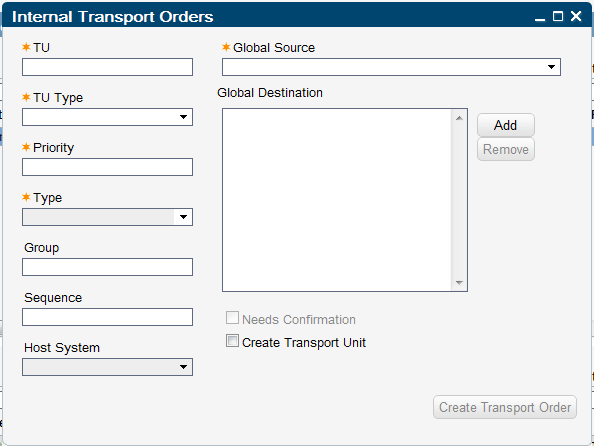 Internal Transport Orders
✶ TU
✶ Global Source
✶ TU Type
Global Destination
Add
Remove
✶ Priority
✶ Type
Group
Sequence
Needs Confirmation
Create Transport Unit
Host System
Create Transport Order